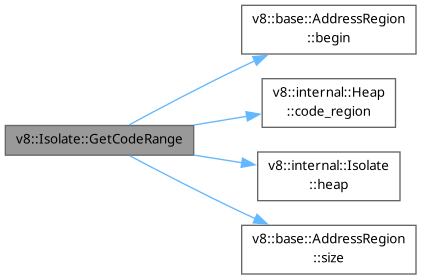 v8::base::AddressRegion
::begin
v8::internal::Heap
::code_region
v8::Isolate::GetCodeRange
v8::internal::Isolate
::heap
v8::base::AddressRegion
::size